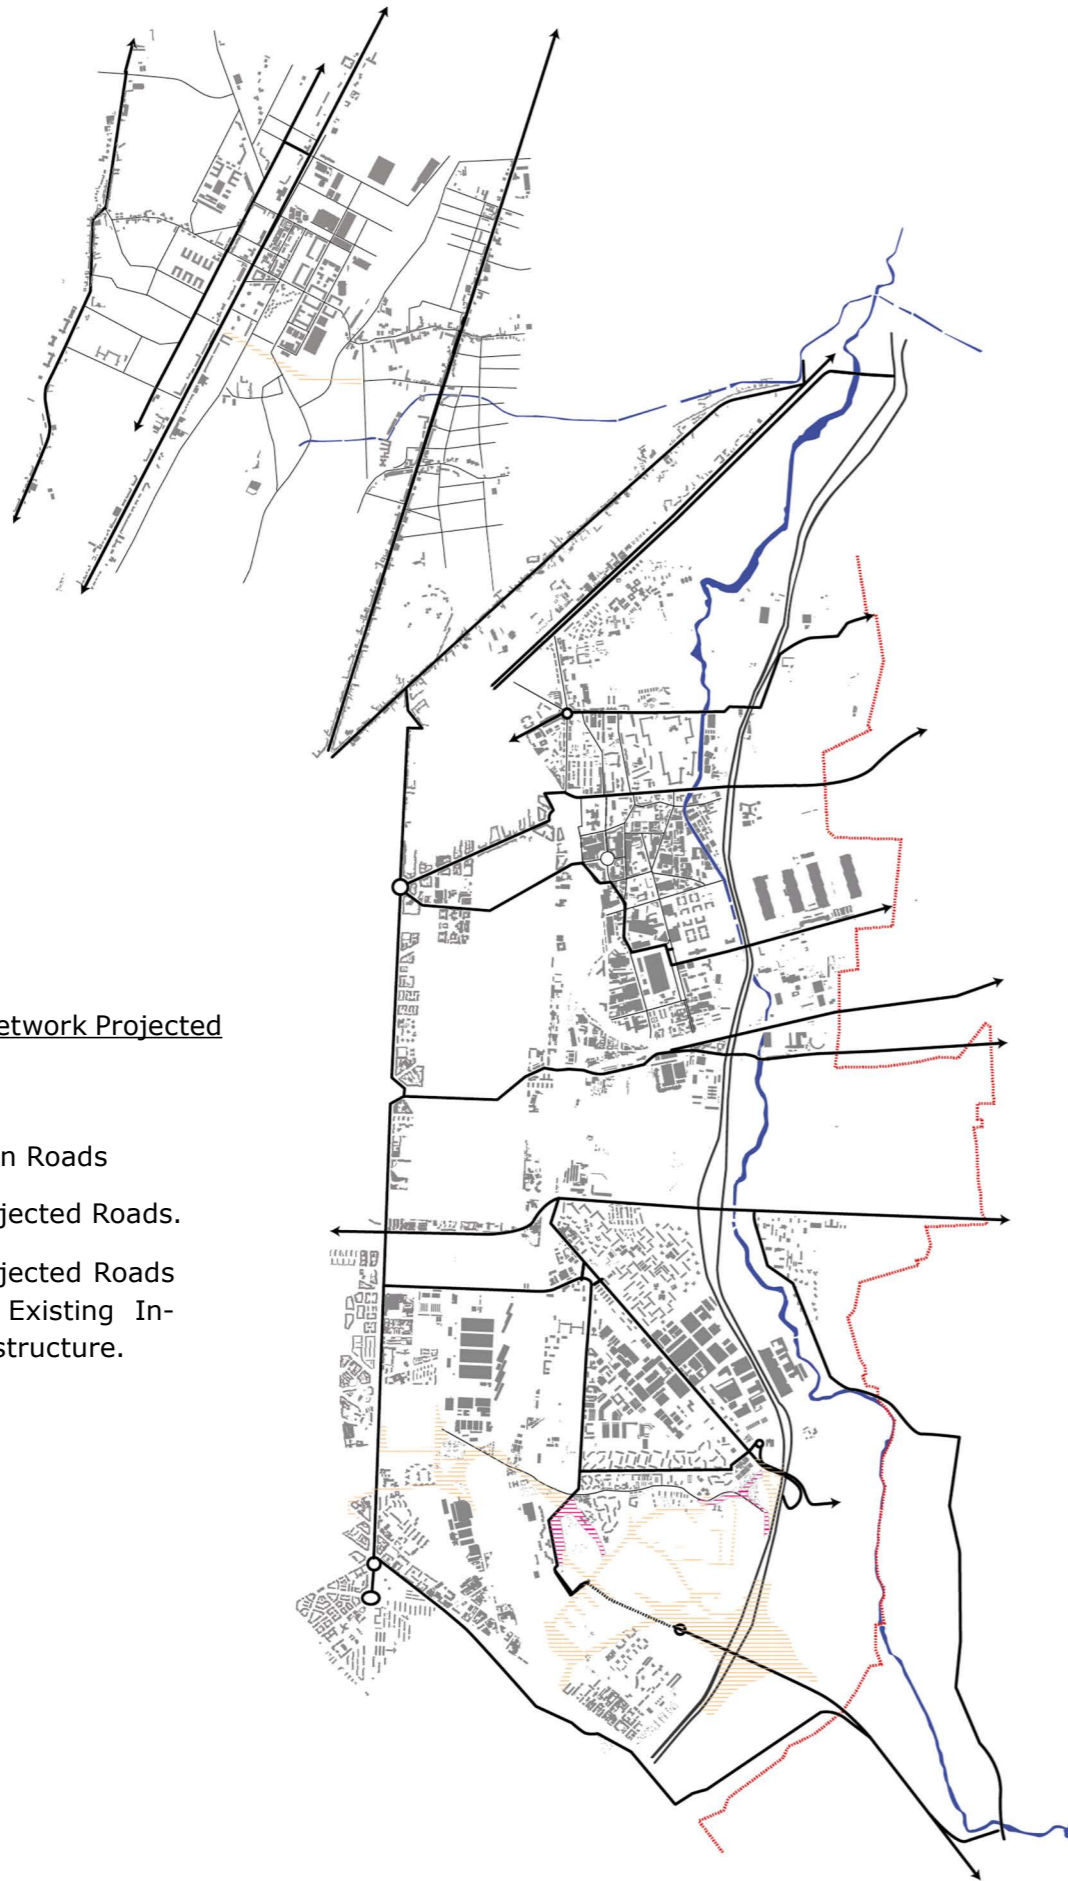 etwork Projected
n Roads
jected Roads.
jected Roads
Existing In-
structure.